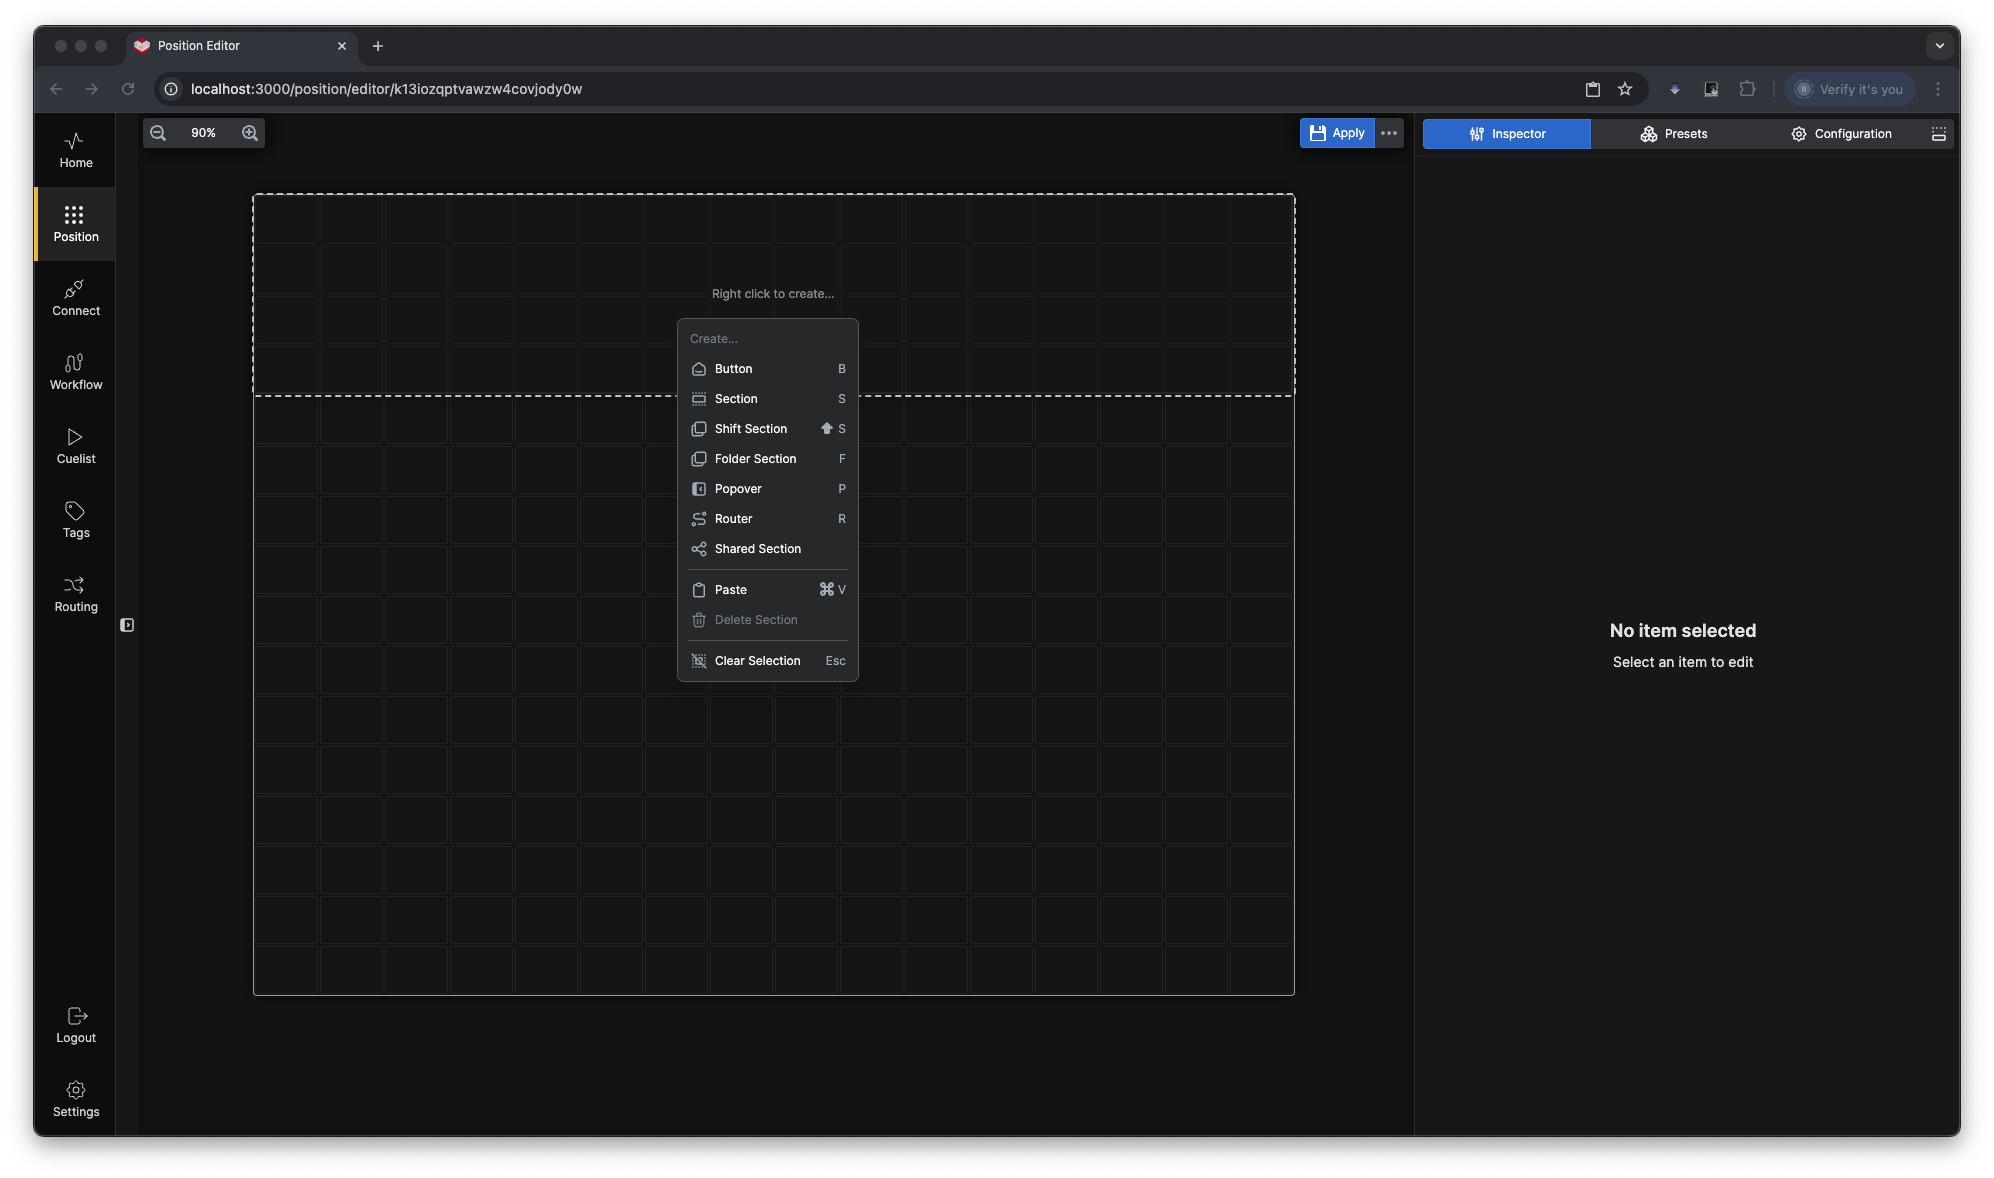 Position Editor
localhost:3000/position/editor/k13iozqptvawzw4covjody0w
Verify it's you
Home
Position
Connect
Workflow
Cuelist
Tags
Routing
Logout
Settings
90%
Apply
Inspector
Presets
Configuration
Right click to create...
Create...
Button B
Section S
Shift Section S
Folder Section F
Popover P
Router R
Shared Section
Paste ⌘ V
Delete Section
Clear Selection Esc
No item selected
Select an item to edit